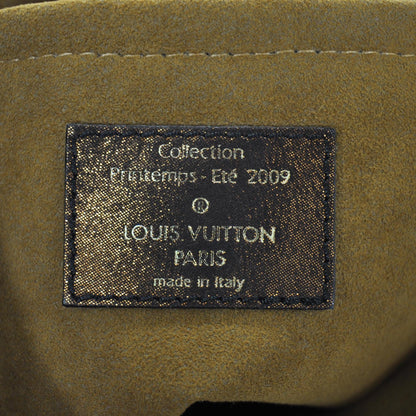 Collection
Printemps - Eté 2009
®
LOUIS VUITTON
PARIS
made in Italy